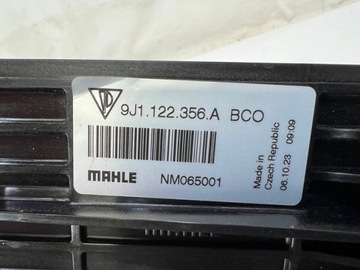 9J1.122.356.A BCO
MAHLE NM065001
Made in
Czech Republic
06.10.23 09:09